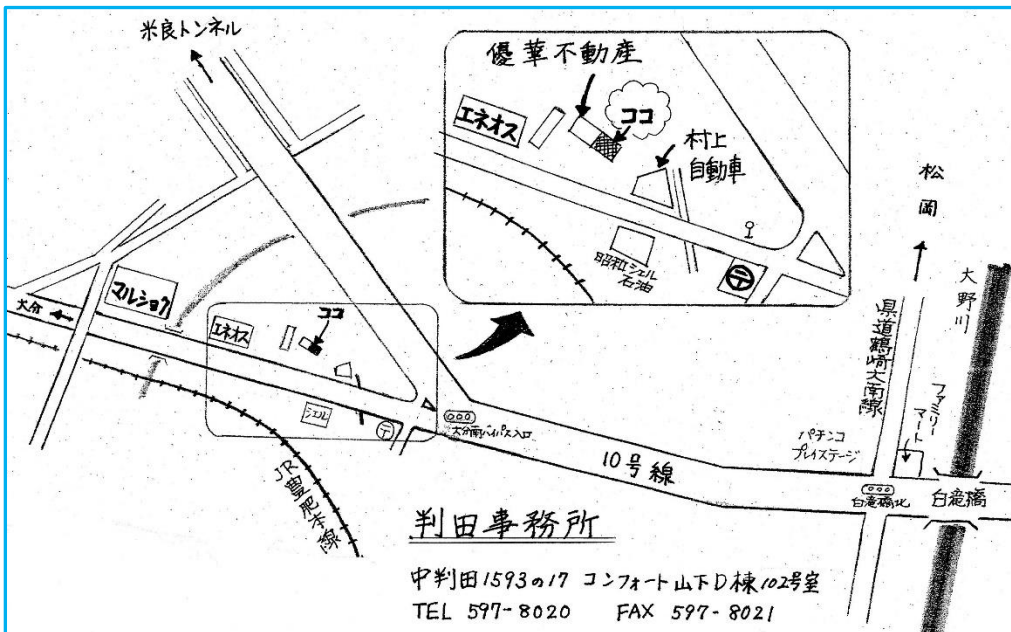 米良トンネル
優華不動産
エネオス
ココ
村上
自動車
昭和シェル
石油
〒
松岡
大野川
県道鶴崎大南線
ファミリー
マート
マルショク
大分
エネオス
ココ
シェル
〒
大分南バイパス入口
10号線
パチンコ
プレイステージ
白滝橋北
白滝橋
JR豊肥本線
判田事務所
中判田1593の17 コンフォート山下D棟102号室
TEL 597-8020 FAX 597-8021